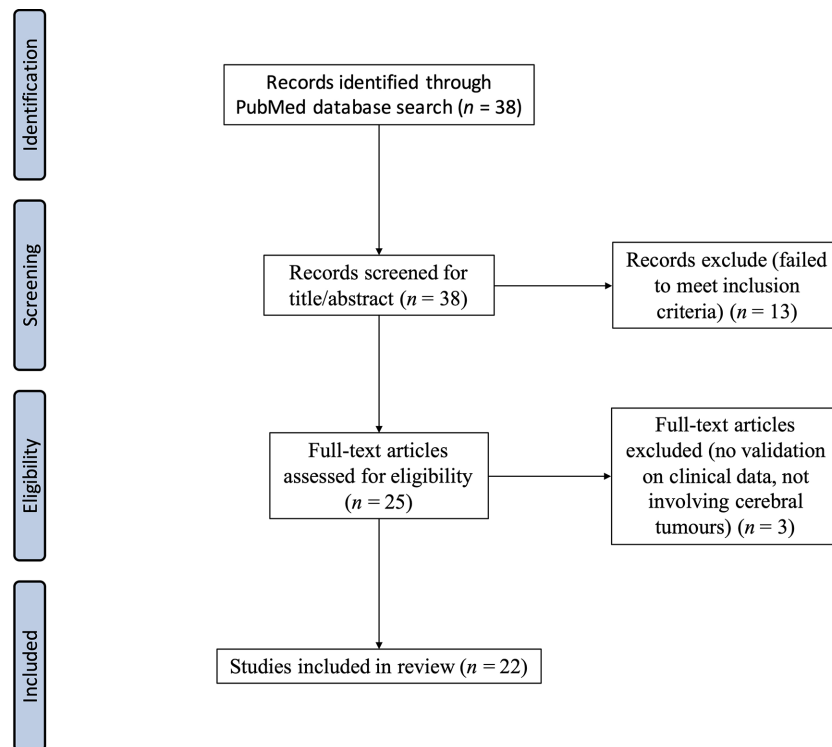 Identification
Records identified through
PubMed database search (n = 38)
Screening
Records screened for
title/abstract (n = 38)
Records exclude (failed
to meet inclusion
criteria) (n = 13)
Eligibility
Full-text articles
assessed for eligibility
(n = 25)
Full-text articles
excluded (no validation
on clinical data, not
involving cerebral
tumours) (n = 3)
Included
Studies included in review (n = 22)